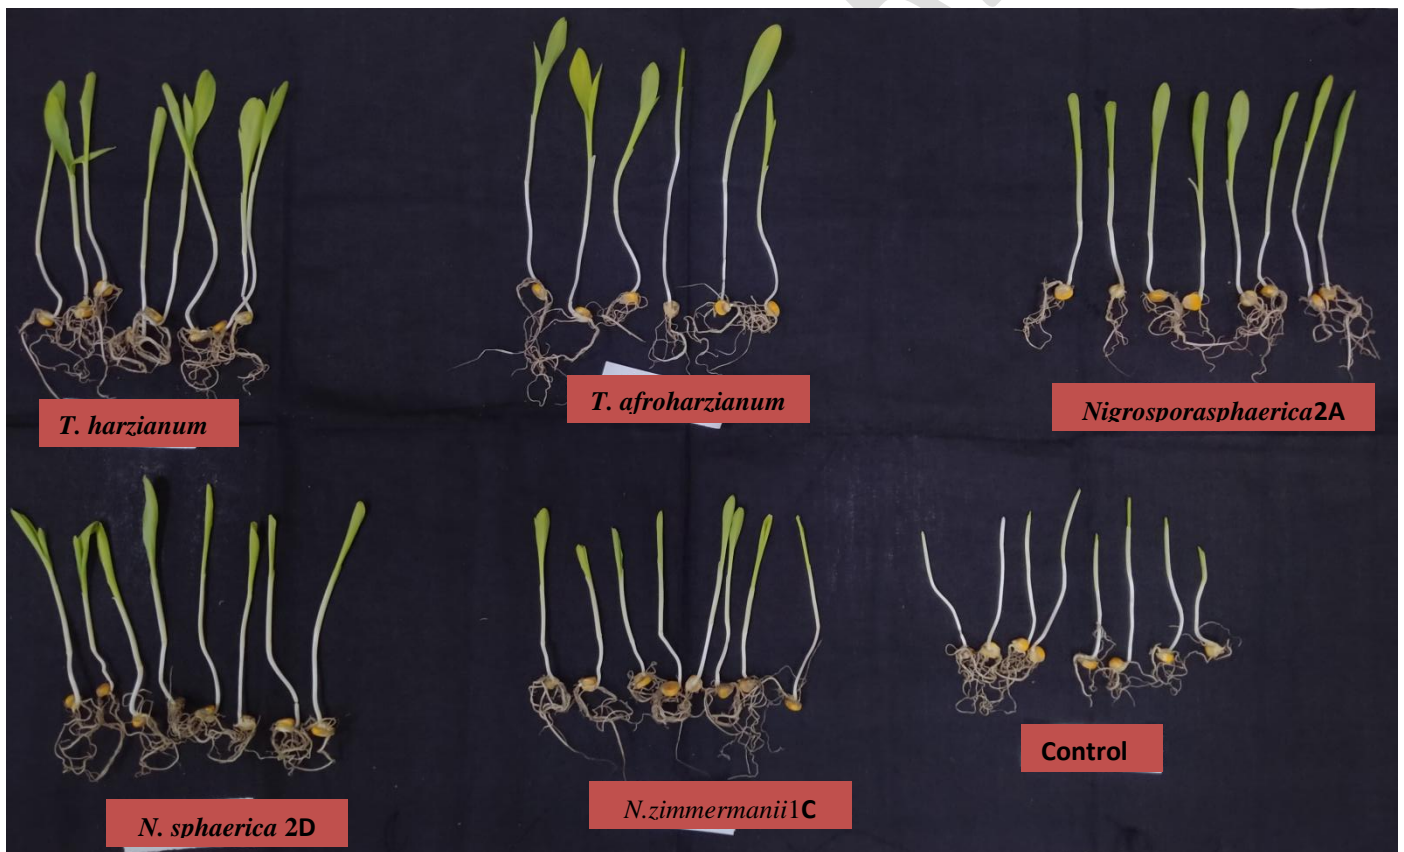 T. harzianum
T. afroharzianum
Nigrosporasphaerica2A
N. sphaerica 2D
N.zimmermanii1C
Control